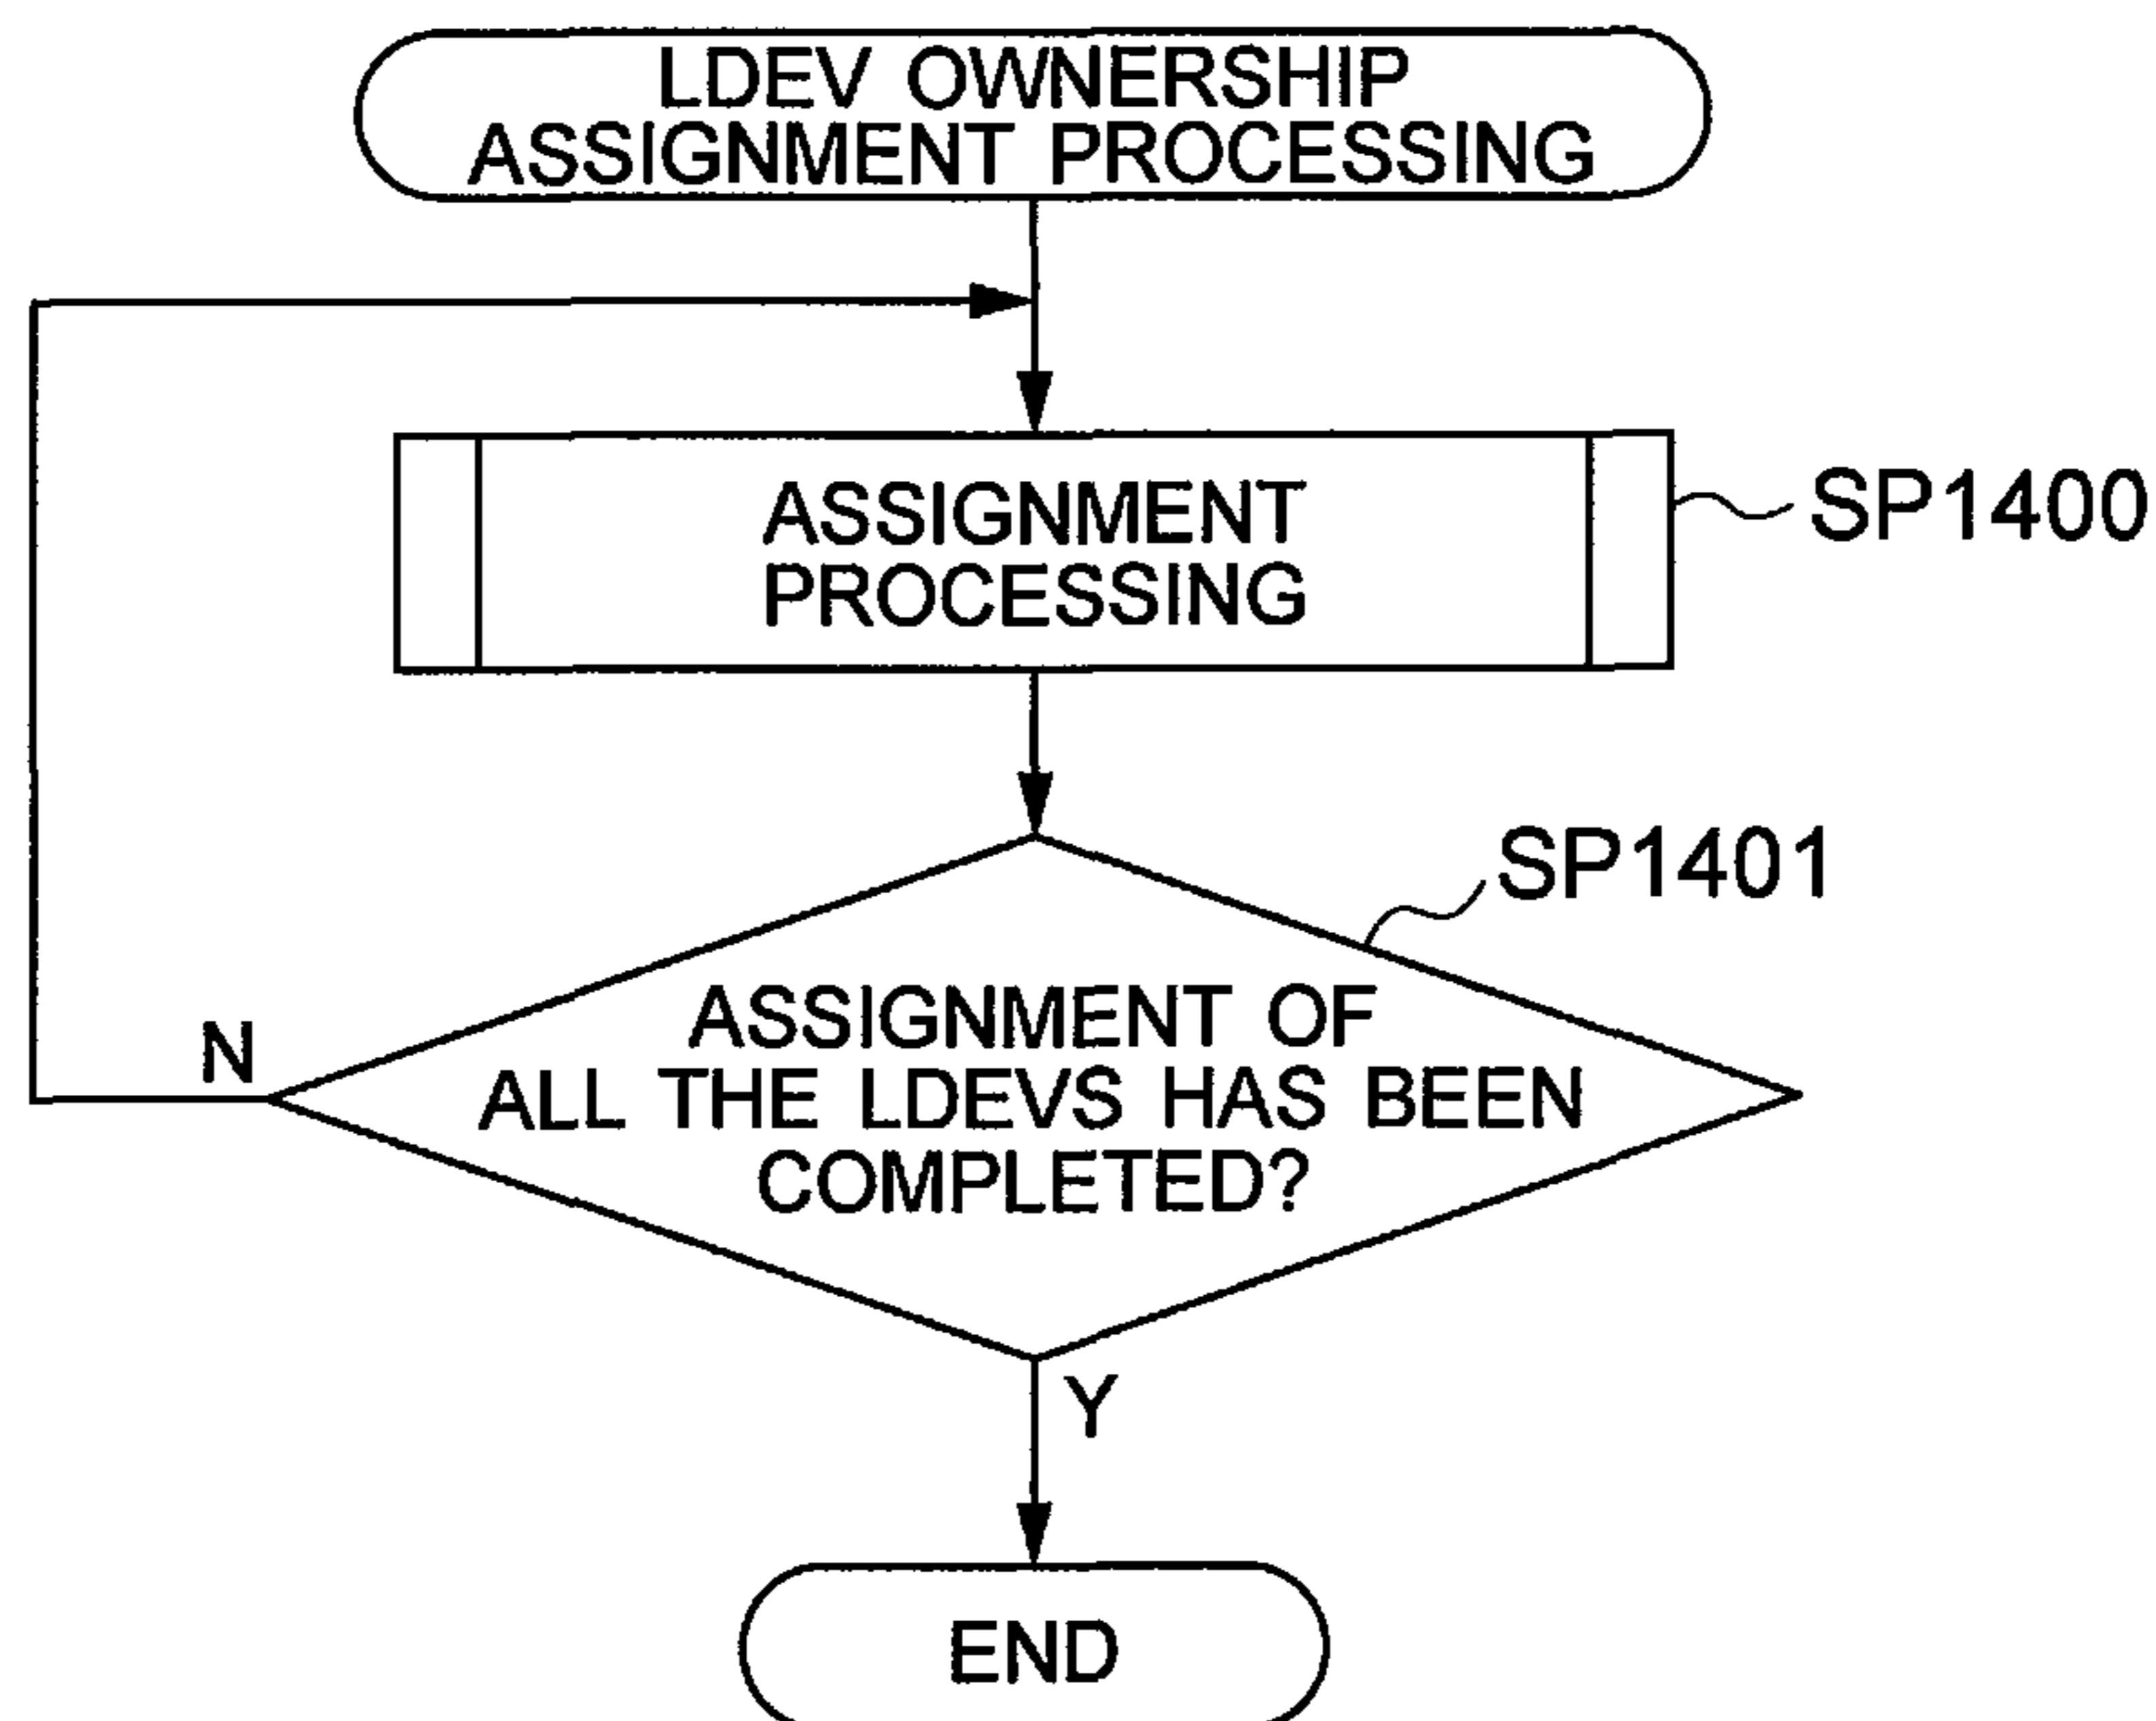 LDEV OWNERSHIP
ASSIGNMENT PROCESSING
ASSIGNMENT
PROCESSING
SP1400
SP1401
ASSIGNMENT OF
ALL THE LDEVS HAS BEEN
COMPLETED?
N
Y
END